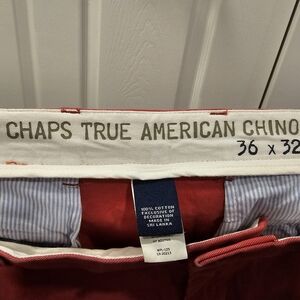 CHAPS TRUE AMERICAN CHINO
36 x 32
100% COTTON
EXCLUSIVE OF
DECORATION
MADE IN
SRI LANKA